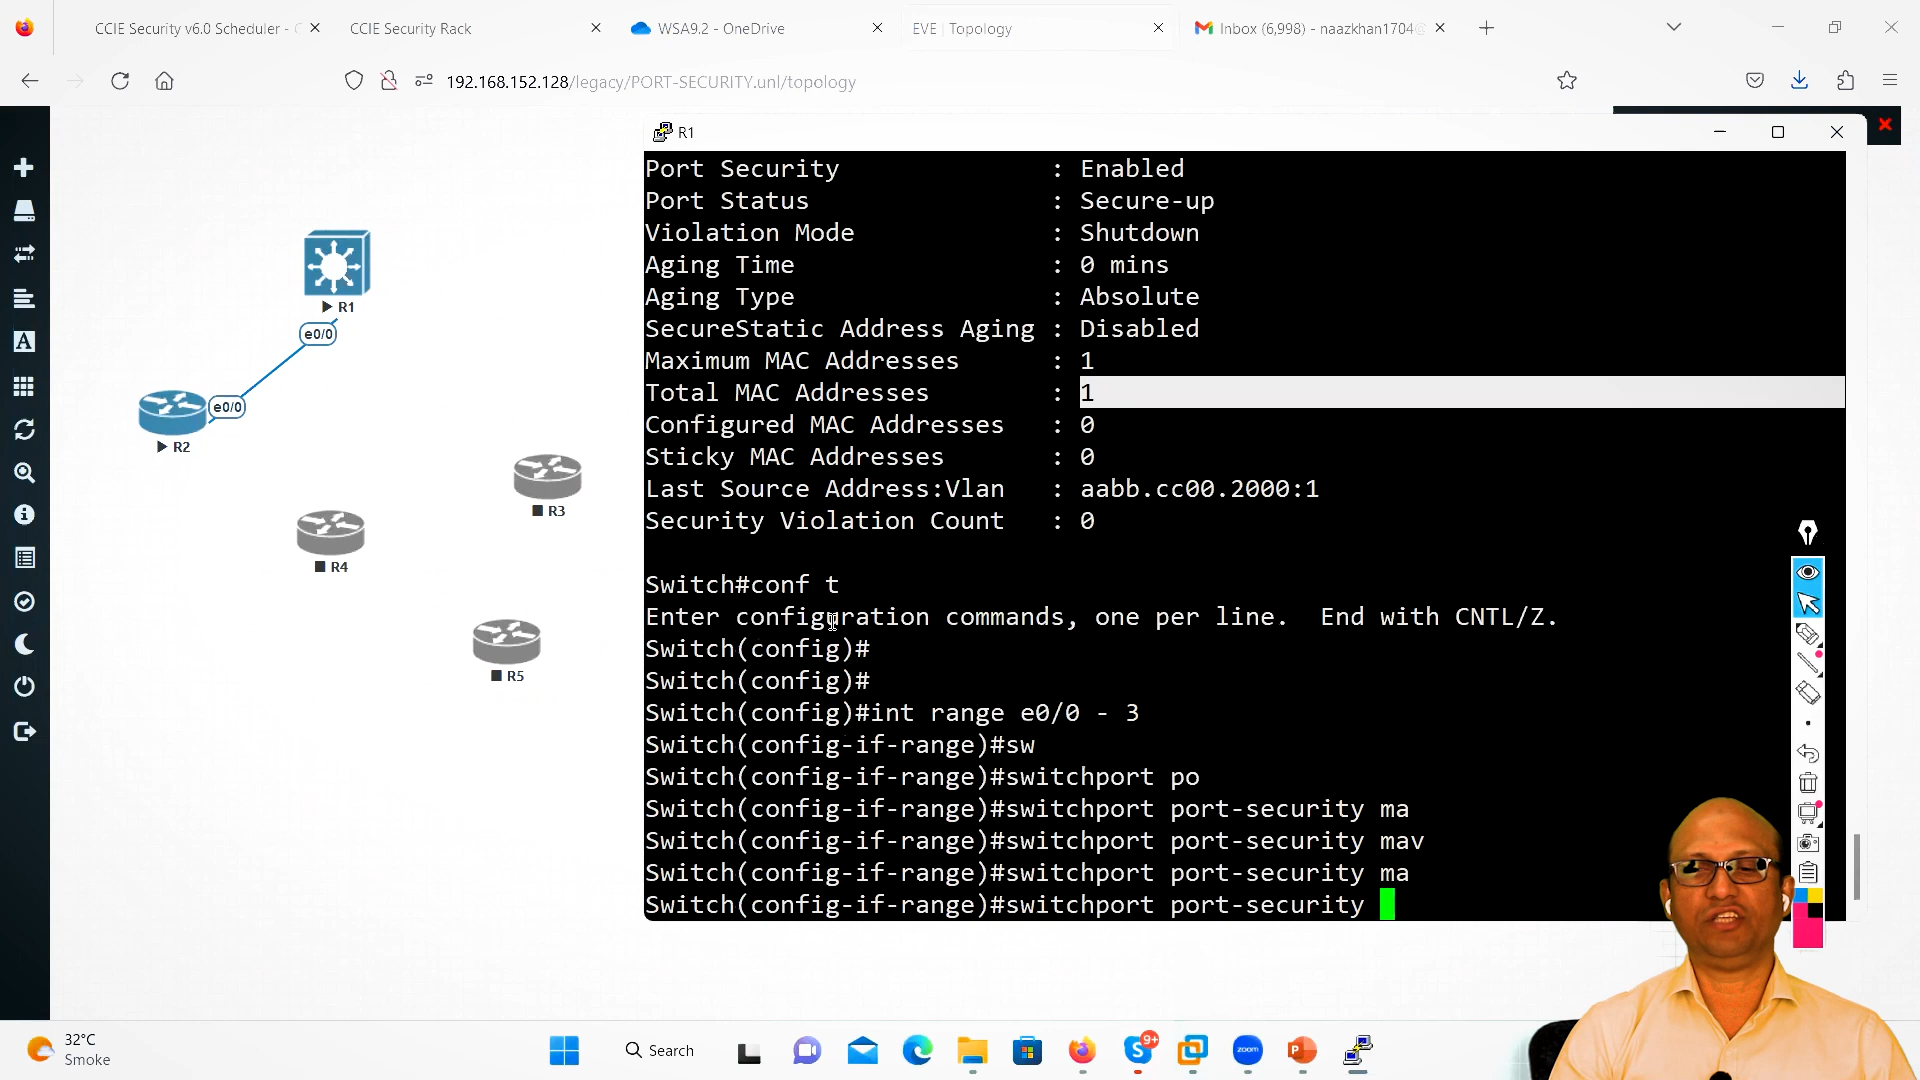 CCIE Security v6.0 Scheduler - C
CCIE Security Rack
WSA9.2 - OneDrive
EVE | Topology
Inbox (6,998) - naazkhan1704@
192.168.152.128/legacy/PORT-SECURITY.unl/topology
R1
Port Security : Enabled
Port Status : Secure-up
Violation Mode : Shutdown
Aging Time : 0 mins
Aging Type : Absolute
SecureStatic Address Aging : Disabled
Maximum MAC Addresses : 1
Total MAC Addresses : 1
Configured MAC Addresses : 0
Sticky MAC Addresses : 0
Last Source Address:Vlan : aabb.cc00.2000:1
Security Violation Count : 0
Switch#conf t
Enter configuration commands, one per line. End with CNTL/Z.
Switch(config)#
Switch(config)#
Switch(config)#int range e0/0 - 3
Switch(config-if-range)#sw
Switch(config-if-range)#switchport po
Switch(config-if-range)#switchport port-security ma
Switch(config-if-range)#switchport port-security mav
Switch(config-if-range)#switchport port-security ma
Switch(config-if-range)#switchport port-security
R1
e0/0
e0/0
R2
R3
R4
R5
32°C
Smoke
Search
9+
zoom